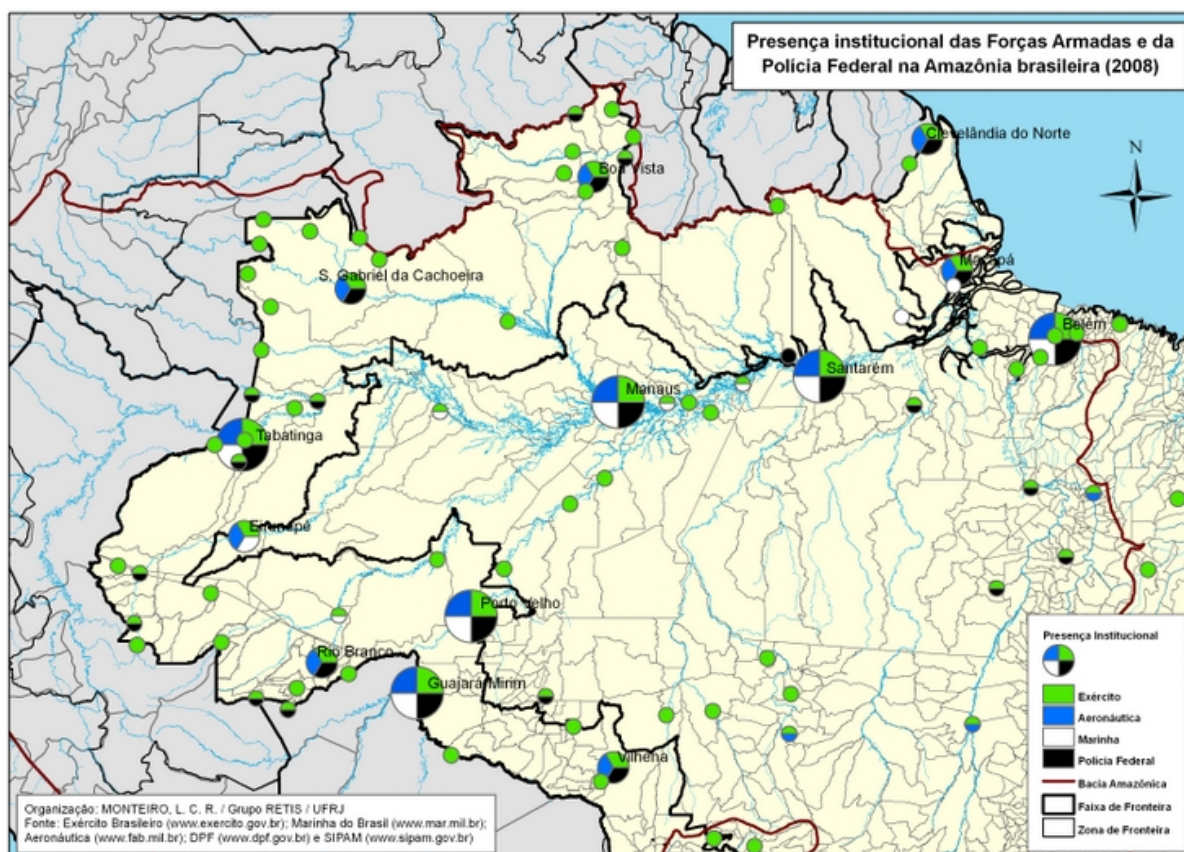 Presença institucional das Forças Armadas e da
Polícia Federal na Amazônia brasileira (2008)
Clevelândia do Norte
N
Boa Vista
S. Gabriel da Cachoeira
Macapá
Belém
Santarém
Manaus
Tabatinga
Eirunepé
Porto Velho
Rio Branco
Guajará-Mirim
Vilhena
Presença Institucional
Exército
Aeronáutica
Marinha
Polícia Federal
Bacia Amazônica
Faixa de Fronteira
Zona de Fronteira
Organização: MONTEIRO, L. C. R. / Grupo RETIS / UFRJ
Fonte: Exército Brasileiro (www.exercito.gov.br); Marinha do Brasil (www.mar.mil.br);
Aeronáutica (www.fab.mil.br); DPF (www.dpf.gov.br) e SIPAM (www.sipam.gov.br)